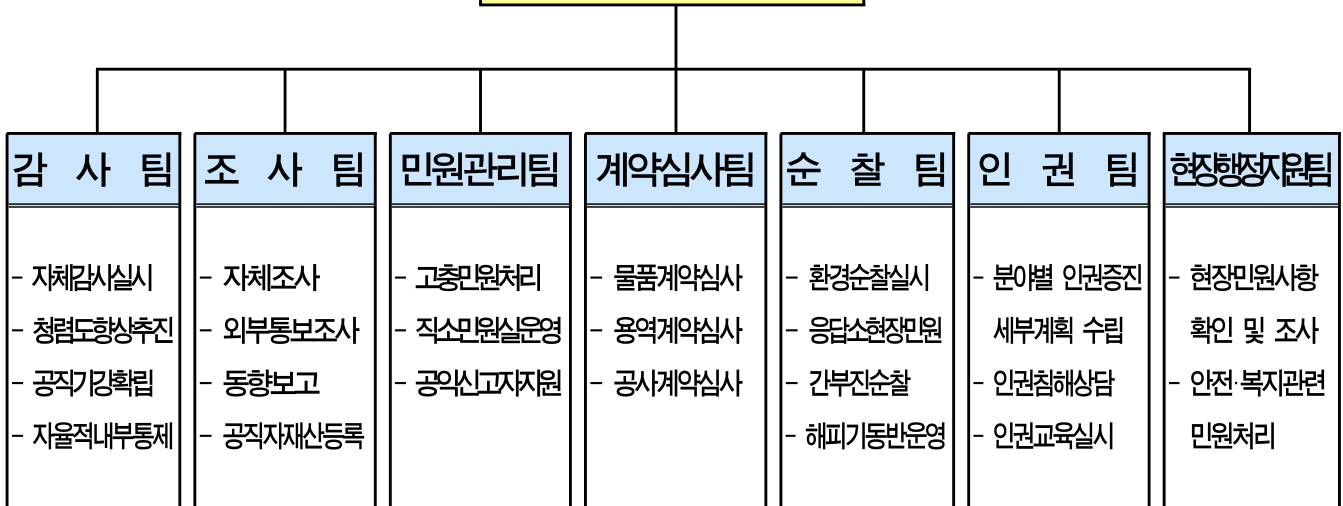 감 사 팀
- 자체감사실시
- 청렴도향상추진
- 공직기강확립
- 자율적내부통제
조 사 팀
- 자체조사
- 외부통보조사
- 동향보고
- 공직자재산등록
민원관리팀
- 고충민원처리
- 직소민원실운영
- 공익신고자지원
계약심사팀
- 물품계약심사
- 용역계약심사
- 공사계약심사
순 찰 팀
- 환경순찰실시
- 응답소현장민원
- 간부진순찰
- 해피기동반운영
인 권 팀
- 분야별 인권증진
세부계획 수립
- 인권침해상담
- 인권교육실시
현장행정지원팀
- 현장민원사항
확인 및 조사
- 안전·복지관련
민원처리